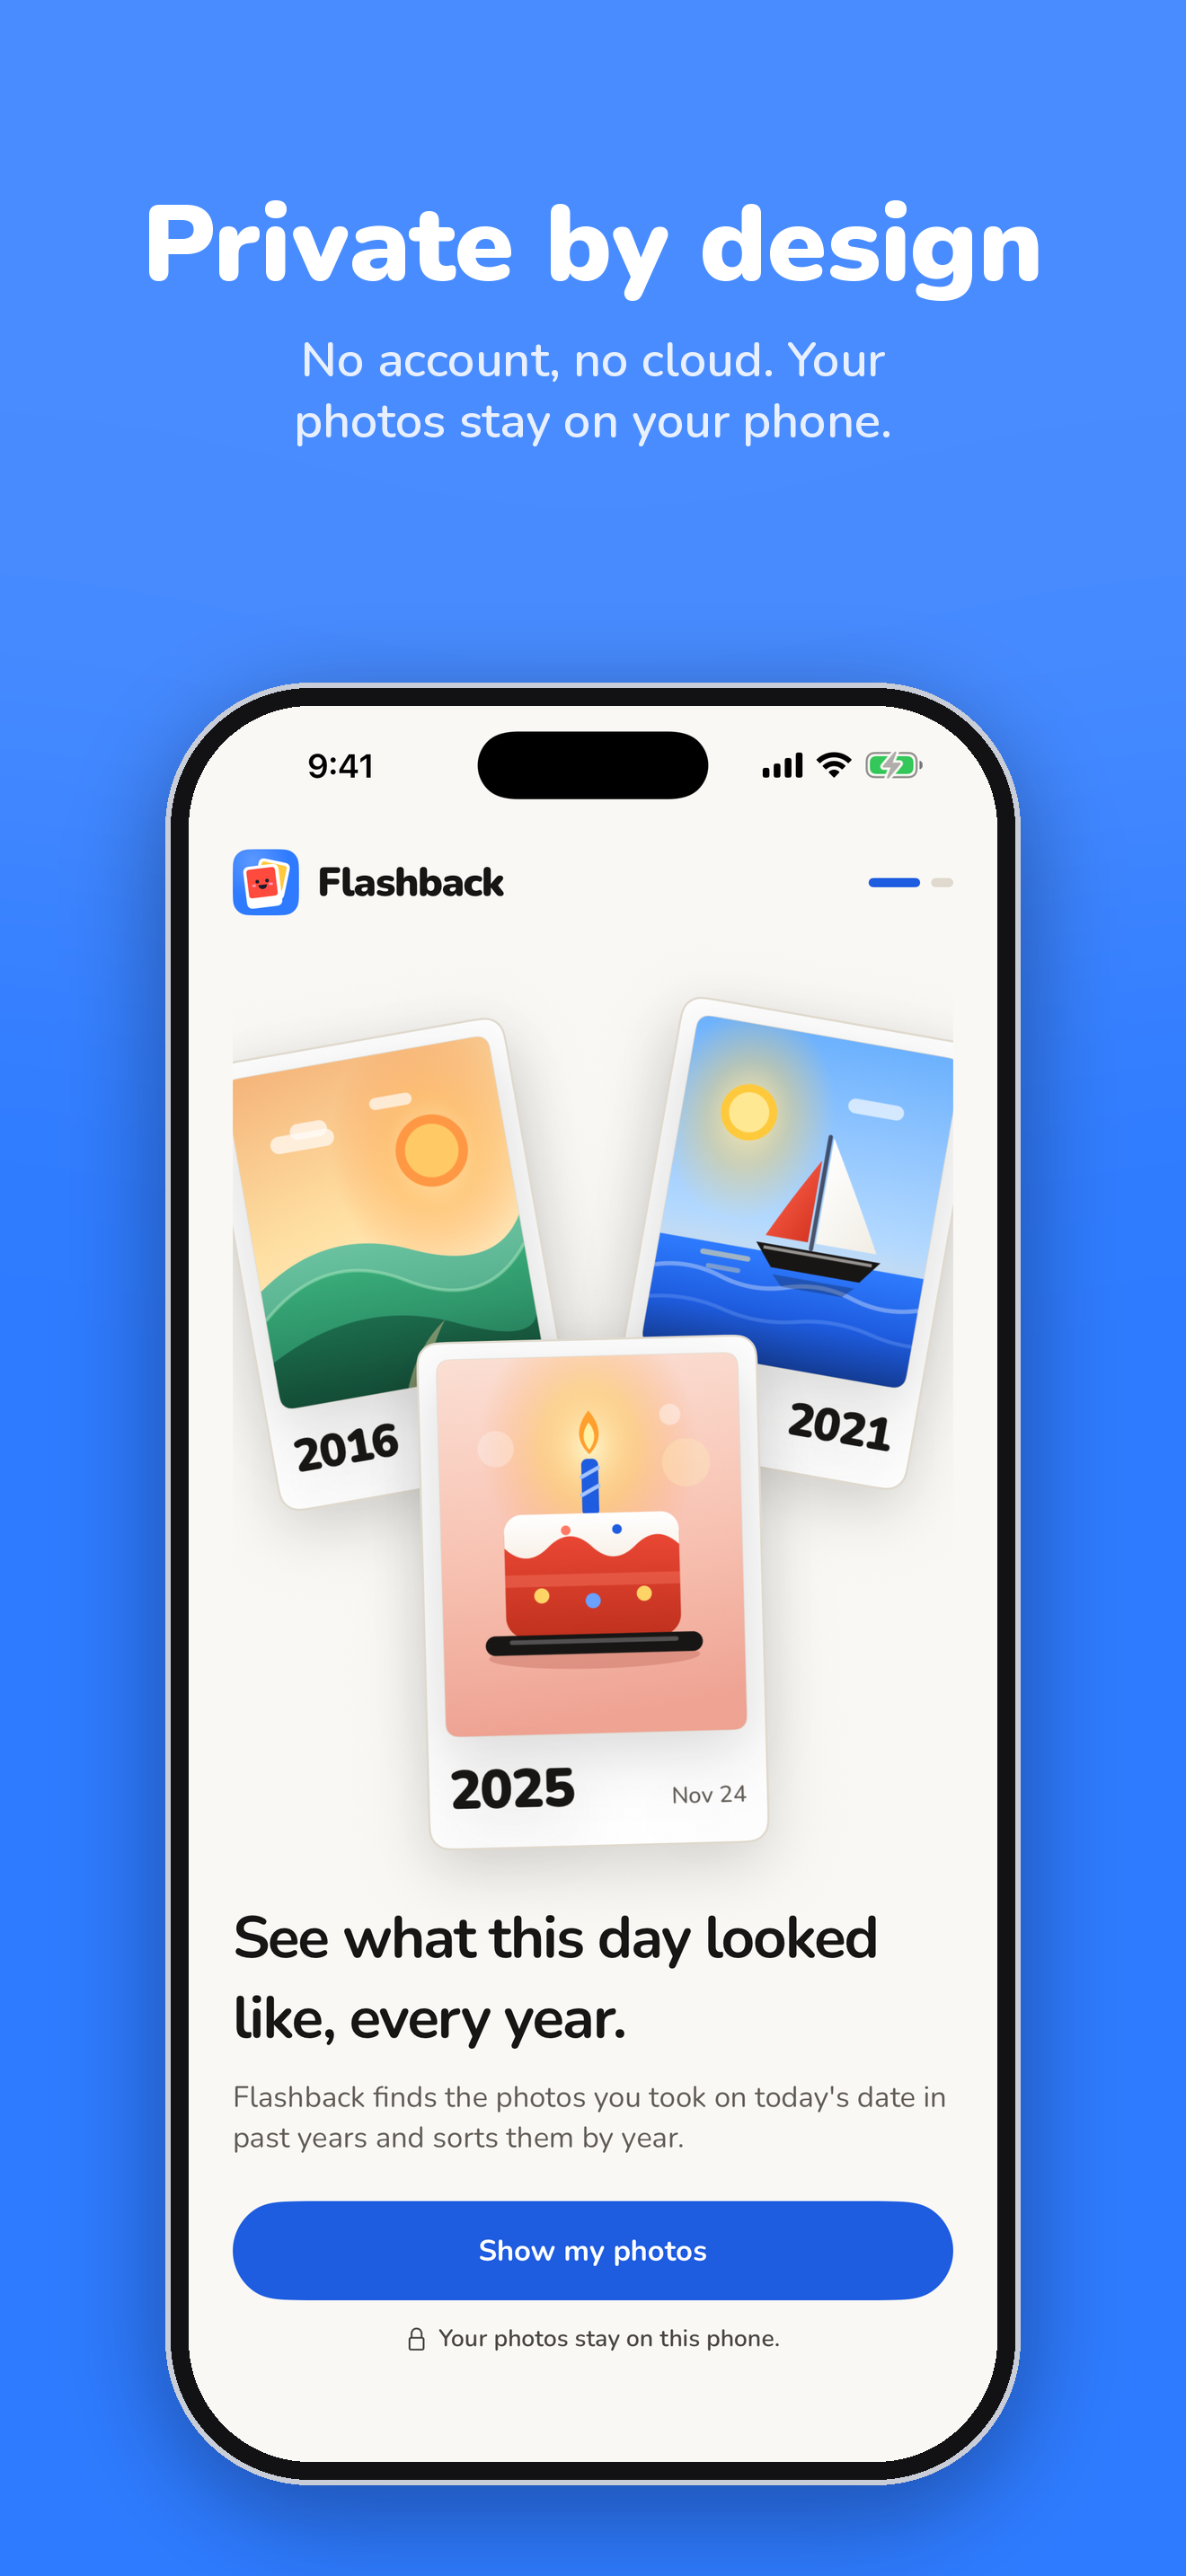 Private by design
No account, no cloud. Your
photos stay on your phone.
9:41
Flashback
2016
2021
2025
Nov 24
See what this day looked
like, every year.
Flashback finds the photos you took on today's date in
past years and sorts them by year.
Show my photos
Your photos stay on this phone.